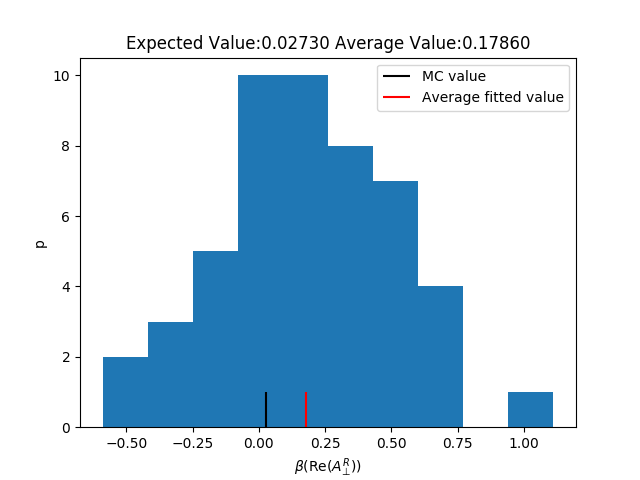 Expected Value:0.02730 Average Value:0.17860
MC value
Average fitted value
10
8
6
4
2
0
p
−0.50 −0.25 0.00 0.25 0.50 0.75 1.00
β(Re(A⊥ᴿ))